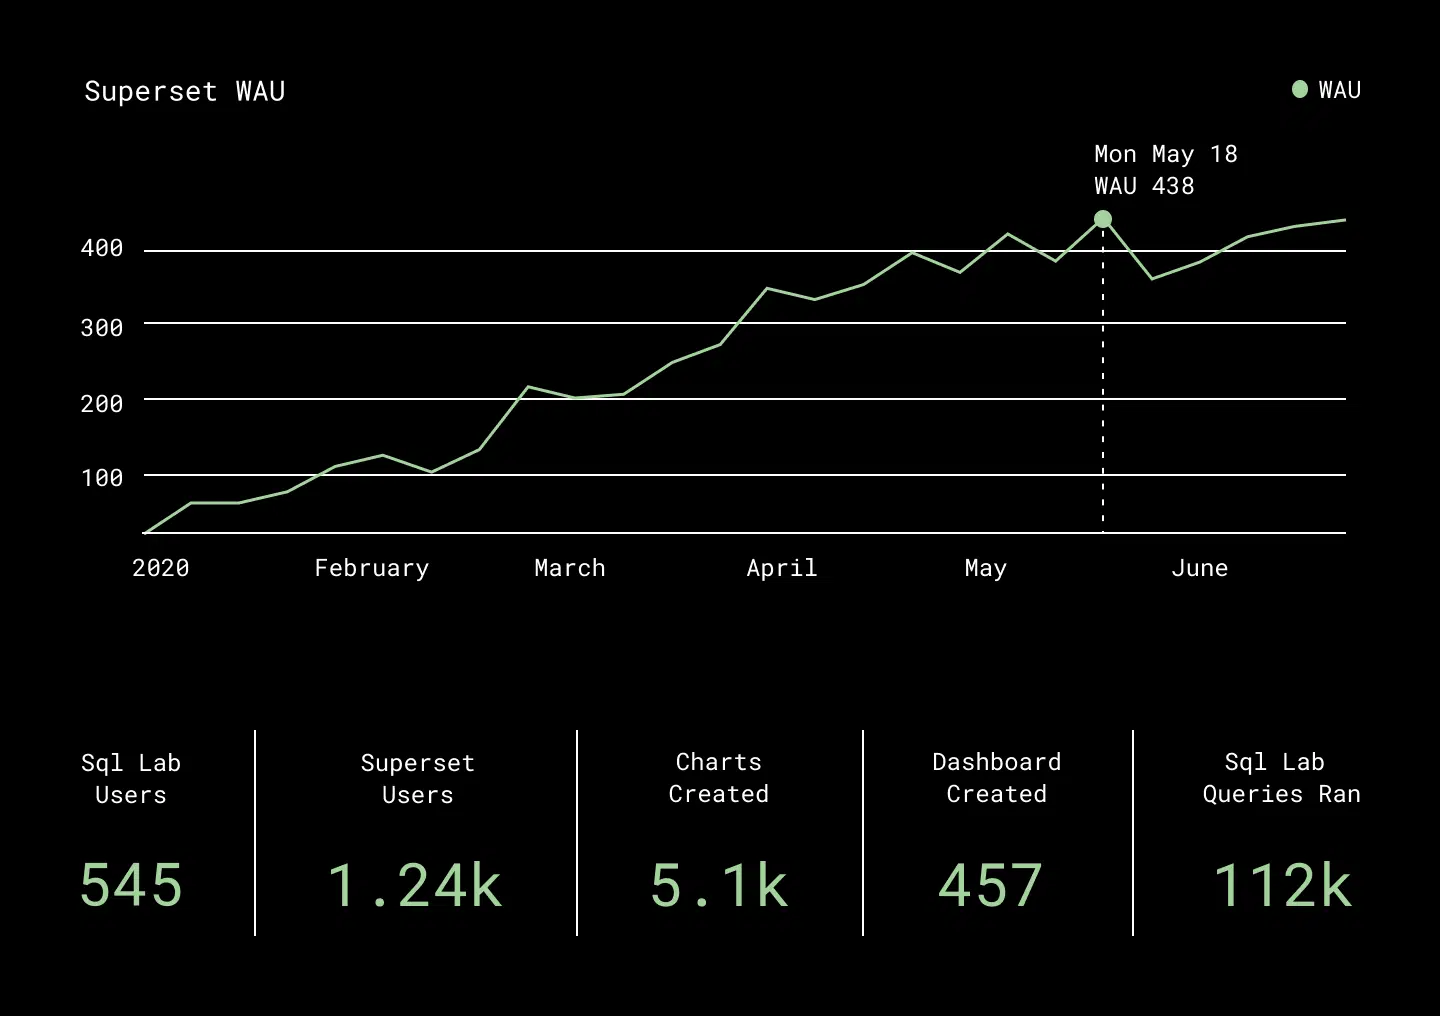 Superset WAU
WAU
Mon May 18
WAU 438
400
300
200
100
2020 February March April May June
Sql Lab
Users
545
Superset
Users
1.24k
Charts
Created
5.1k
Dashboard
Created
457
Sql Lab
Queries Ran
112k